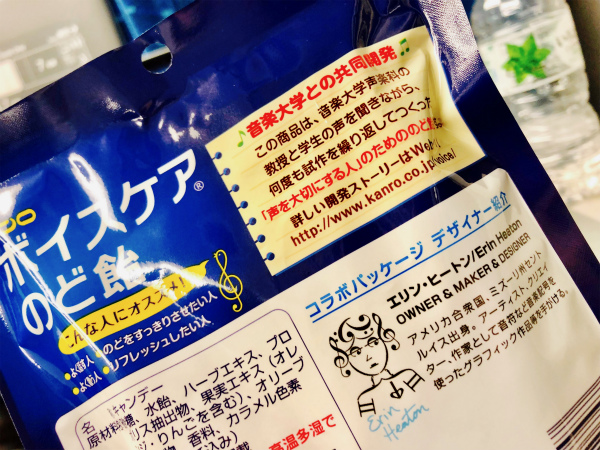 ♪音楽大学との共同開発♪
この商品は、音楽大学声楽科の
教授と学生の声を聞きながら、
何度も試作を繰り返してつくった
「声を大切にする人」のためののど飴
詳しい開発ストーリーはWeb
http://www.kanro.co.jp/voice/
ボイスケア®
のど飴
こんな人にオススメ!
のどをすっきりさせたい人
リフレッシュしたい人
コラボパッケージ デザイナー紹介
エリン・ヒートン/Erin Heaton
OWNER & MAKER & DESIGNER
アメリカ合衆国・ミズーリ州セント
ルイス出身。アーティスト・クリエイ
ター、作家として音符など音楽記号を
使ったグラフィック作品等を手がける。
Erin
Heaton
キャンデー
水飴、ハーブエキス、プロ
リス抽出物、果実エキス(オレ
ンジ・りんごを含む)、オリーブ
香料、カラメル色素
高温多湿で